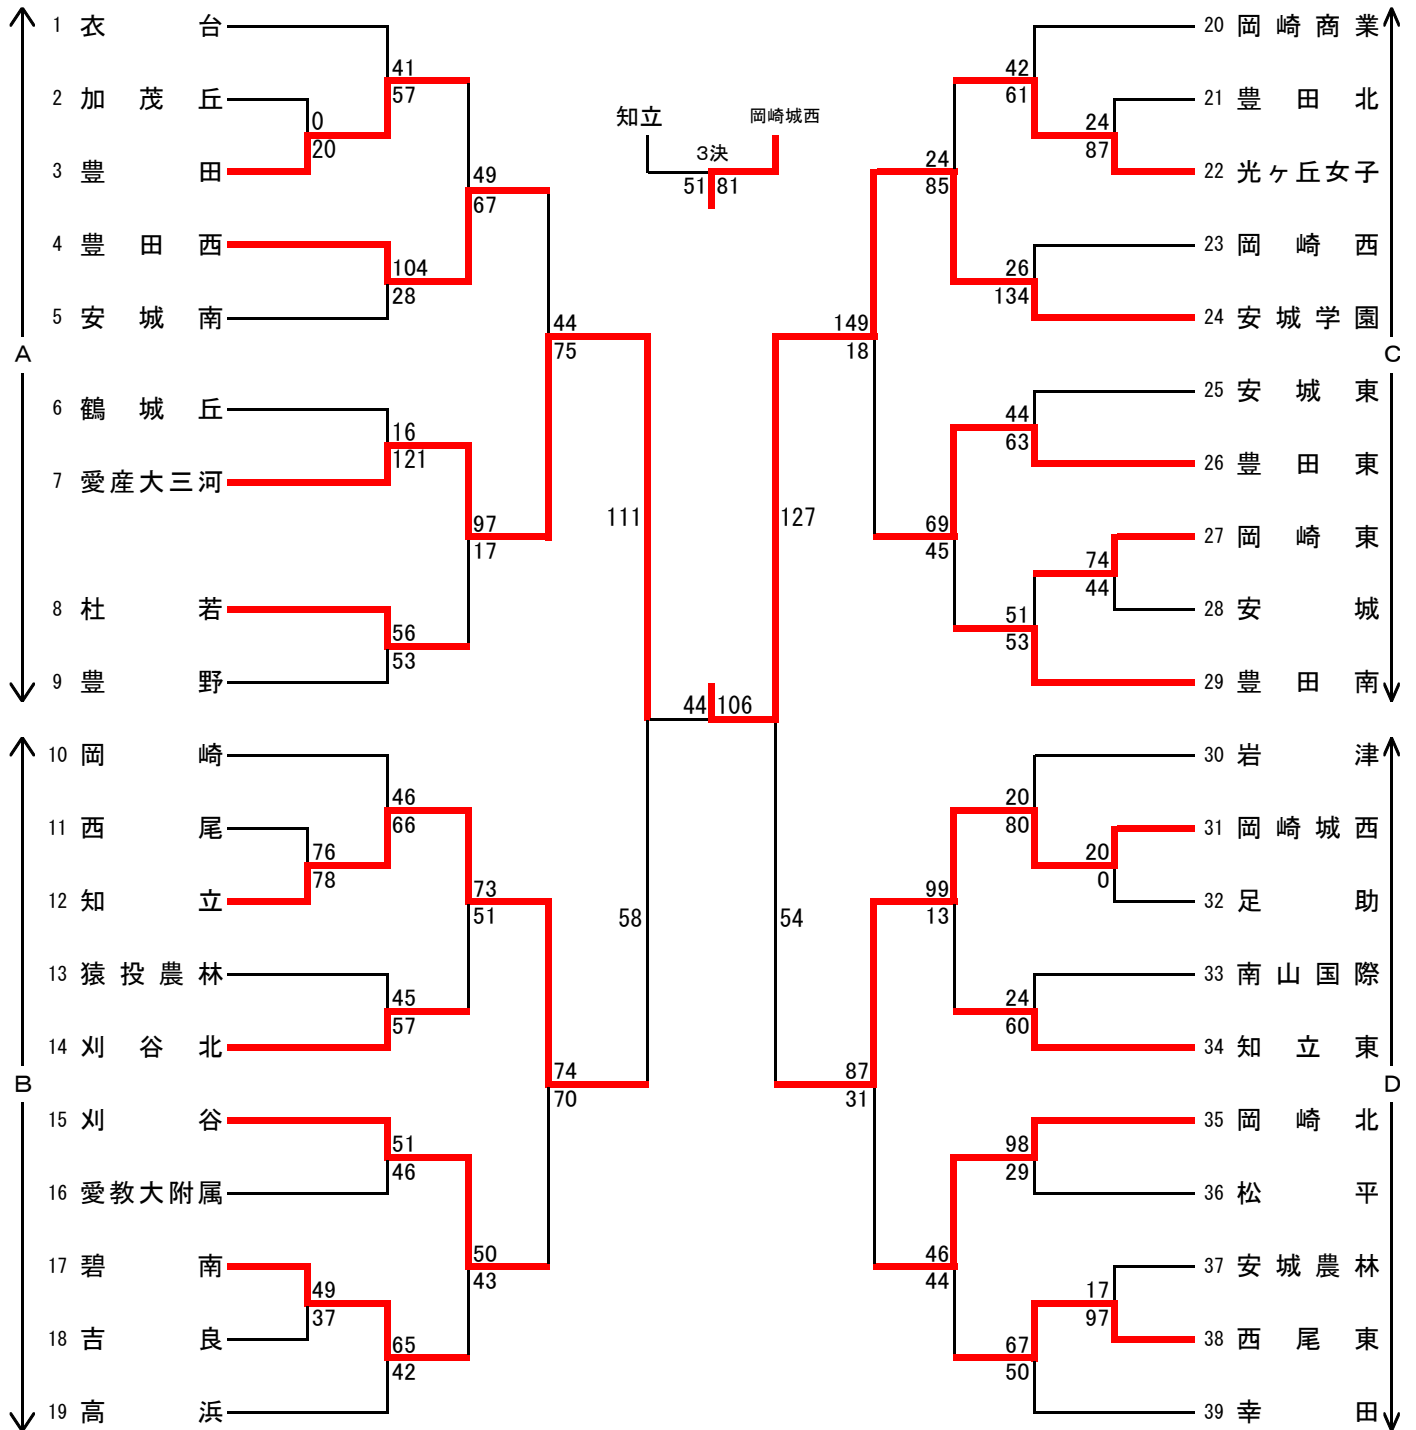 1 衣台
2 加茂丘
3 豊田
4 豊田西
5 安城南
6 鶴城丘
7 愛産大三河
8 杜若
9 豊野
A
41
57
0
20
49
67
104
28
44
75
16
121
97
17
56
53
10 岡崎
11 西尾
12 知立
13 猿投農林
14 刈谷北
15 刈谷
16 愛教大附属
17 碧南
18 吉良
19 高浜
B
46
66
76
78
73
51
45
57
74
70
51
46
50
43
49
37
65
42
知立
岡崎城西
3決
51 81
111
127
44 106
58
54
20 岡崎商業
21 豊田北
22 光ヶ丘女子
23 岡崎西
24 安城学園
25 安城東
26 豊田東
27 岡崎東
28 安城
29 豊田南
C
42
61
24
87
24
85
26
134
149
18
44
63
69
45
74
44
51
53
30 岩津
31 岡崎城西
32 足助
33 南山国際
34 知立東
35 岡崎北
36 松平
37 安城農林
38 西尾東
39 幸田
D
20
80
20
0
99
13
24
60
87
31
98
29
46
44
17
97
67
50